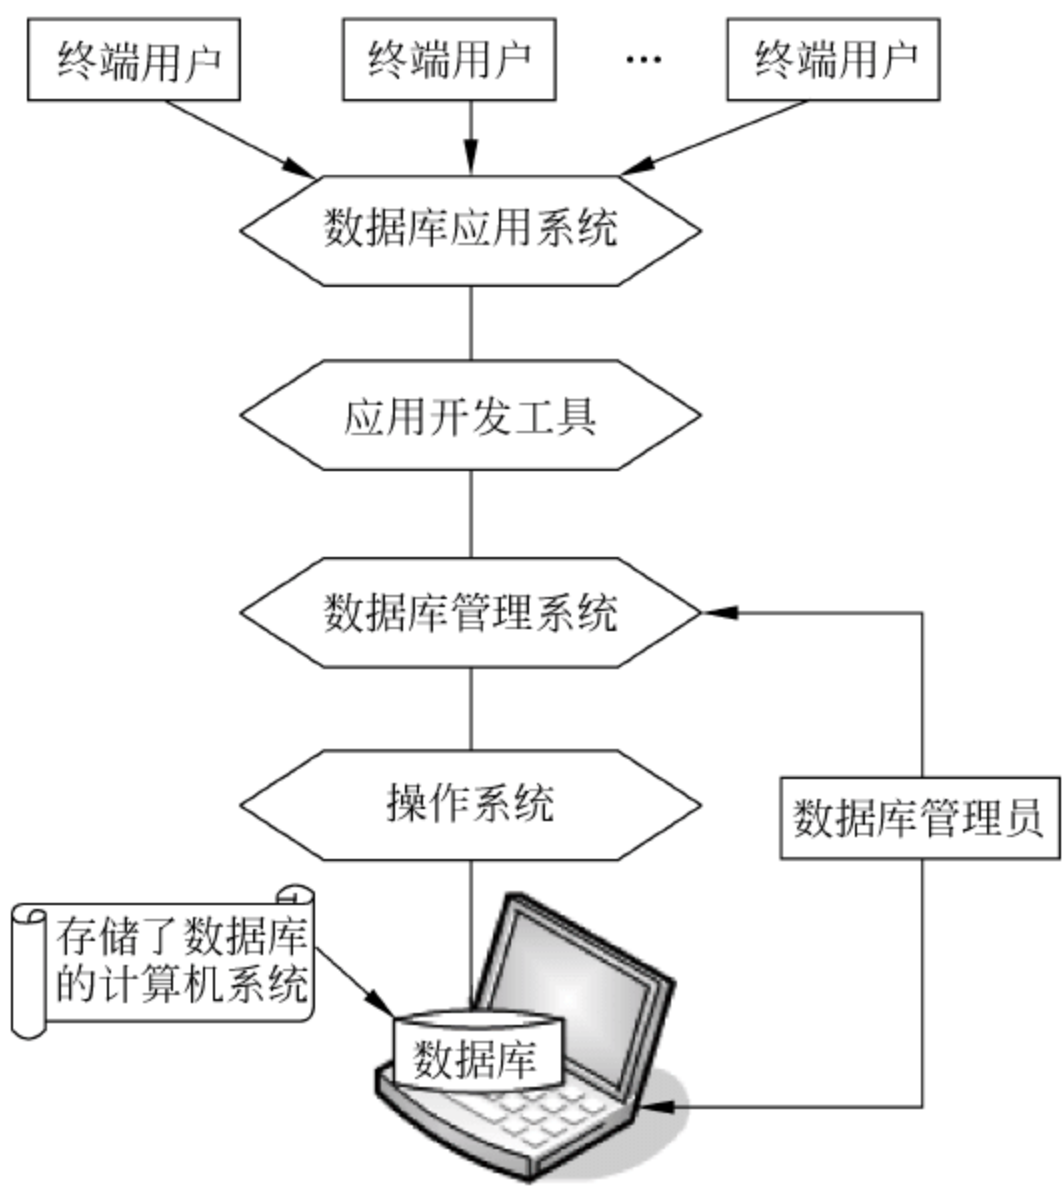 终端用户
终端用户
…
终端用户
数据库应用系统
应用开发工具
数据库管理系统
操作系统
数据库管理员
存储了数据库
的计算机系统
数据库